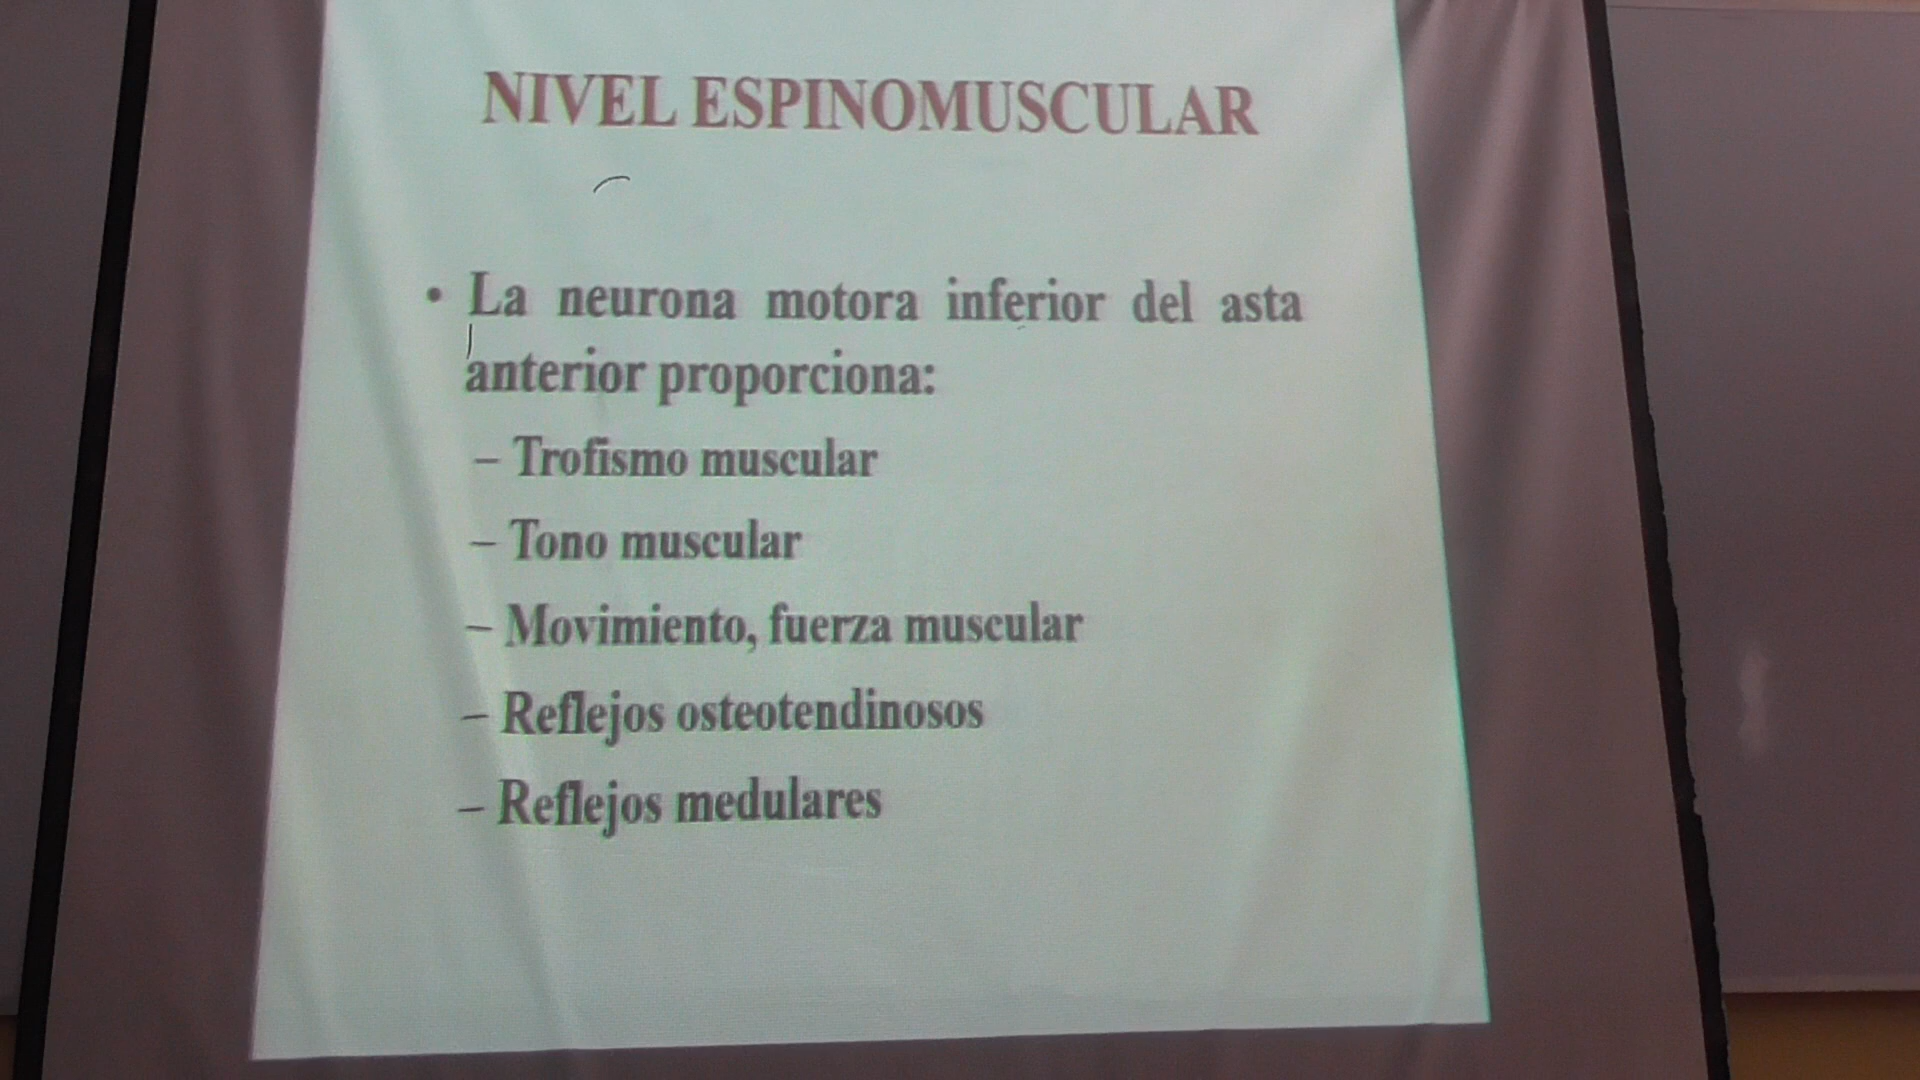 NIVEL ESPINOMUSCULAR
• La neurona motora inferior del asta
anterior proporciona:
– Trofismo muscular
– Tono muscular
– Movimiento, fuerza muscular
– Reflejos osteotendinosos
– Reflejos medulares